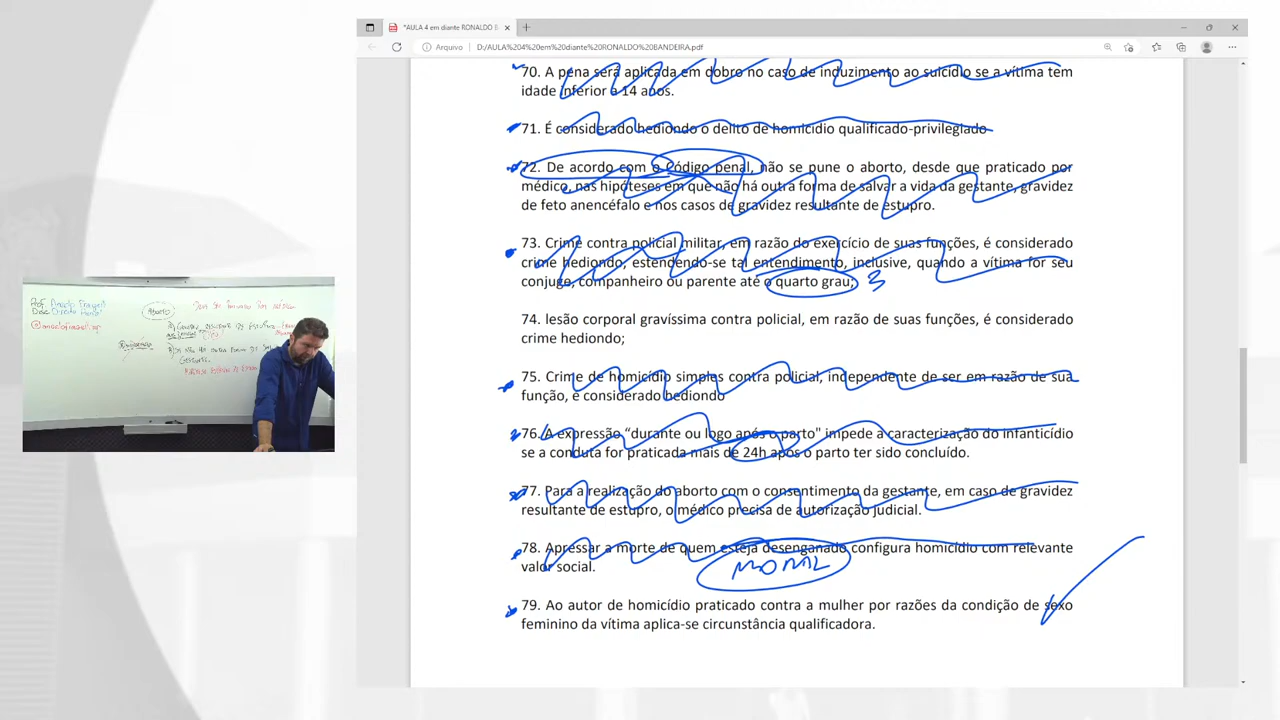 *AULA 4 em diante RONALDO B
Arquivo
D:/AULA%204%20em%20diante%20RONALDO%20BANDEIRA.pdf
70. A pena será aplicada em dobro no caso de induzimento ao suicídio se a vítima tem
idade inferior a 14 anos.
71. É considerado hediondo o delito de homicídio qualificado-privilegiado
72. De acordo com o Código penal, não se pune o aborto, desde que praticado por
médico, nas hipóteses em que não há outra forma de salvar a vida da gestante, gravidez
de feto anencéfalo e nos casos de gravidez resultante de estupro.
73. Crime contra policial militar, em razão do exercício de suas funções, é considerado
crime hediondo, estendendo-se tal entendimento, inclusive, quando a vítima for seu
conjuge, companheiro ou parente até o quarto grau; 3
74. lesão corporal gravíssima contra policial, em razão de suas funções, é considerado
crime hediondo;
75. Crime de homicídio simples contra policial, independente de ser em razão de sua
função, é considerado hediondo
76. A expressão “durante ou logo após o parto" impede a caracterização do infanticídio
se a conduta for praticada mais de 24h após o parto ter sido concluído.
77. Para a realização do aborto com o consentimento da gestante, em caso de gravidez
resultante de estupro, o médico precisa de autorização judicial.
78. Apressar a morte de quem esteja desenganado configura homicídio com relevante
valor social.
MORAL
79. Ao autor de homicídio praticado contra a mulher por razões da condição de sexo
feminino da vítima aplica-se circunstância qualificadora.
Aborto